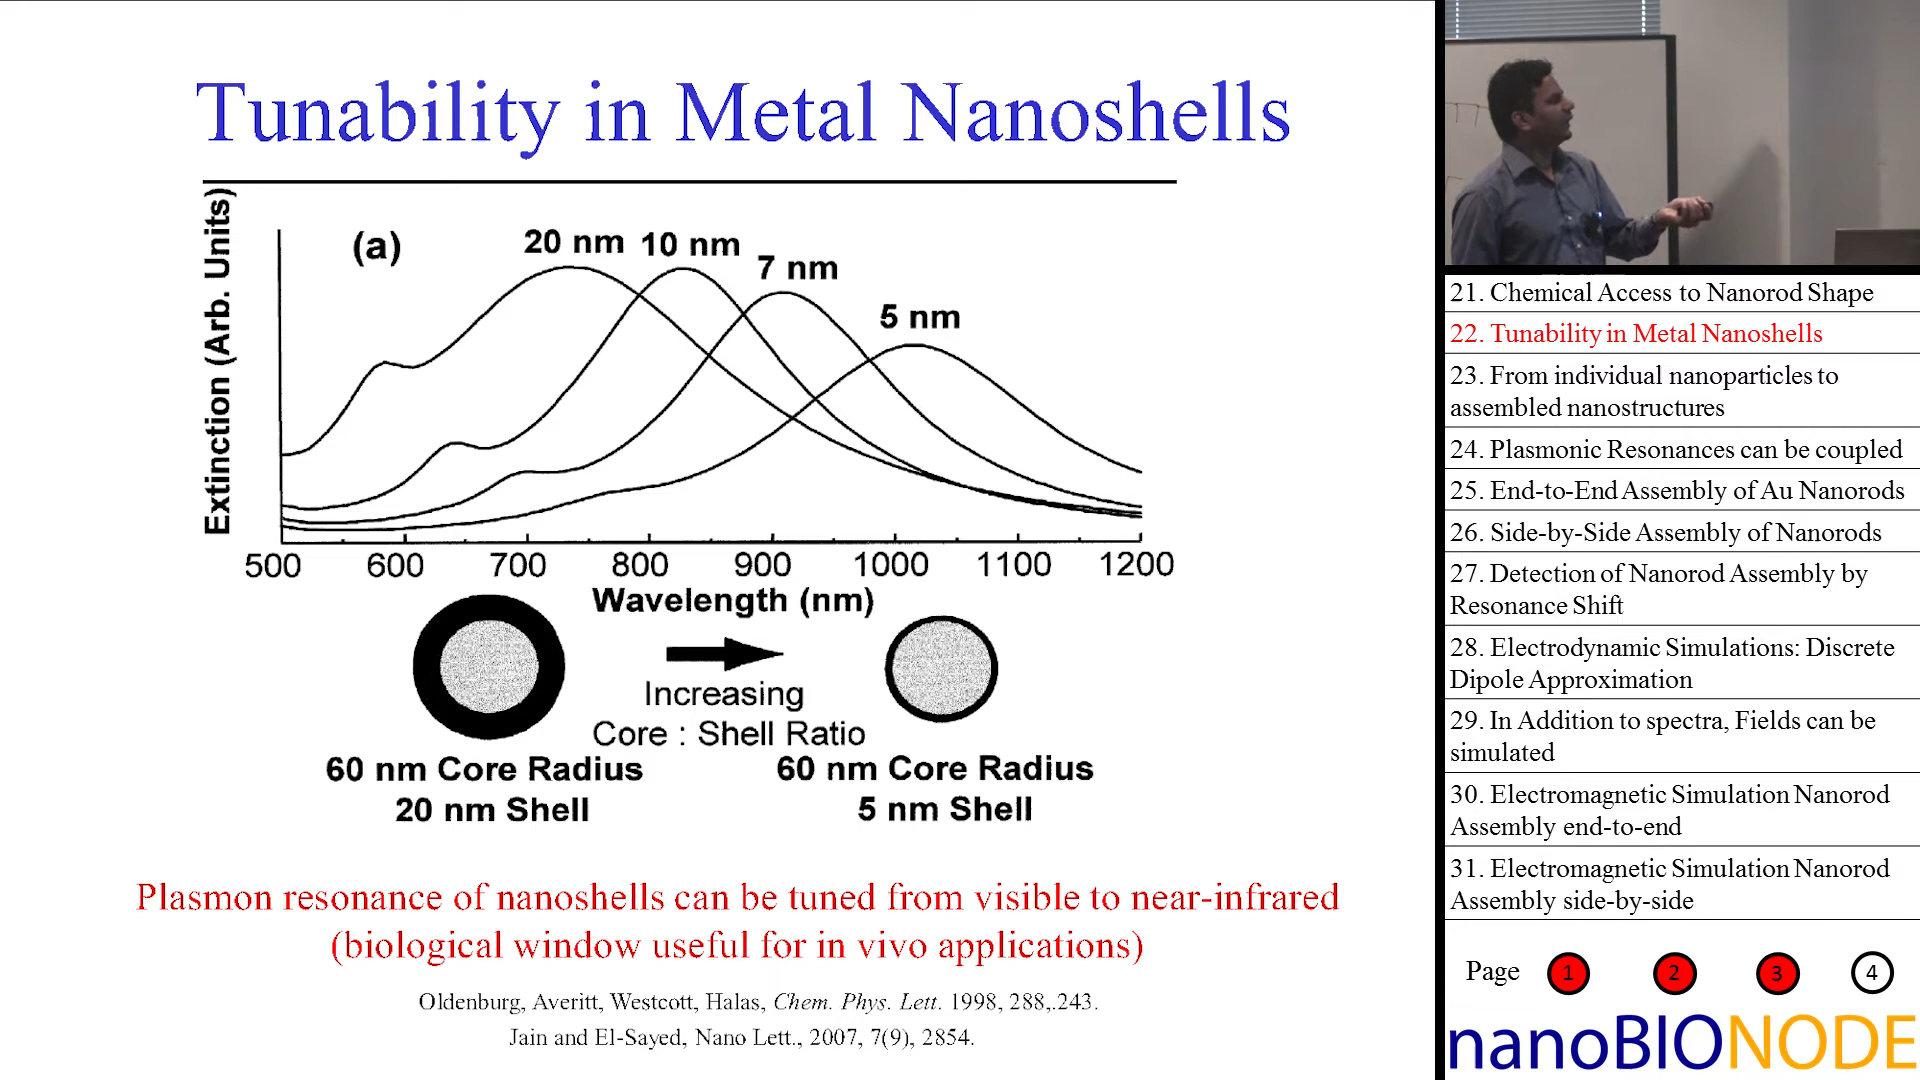 Tunability in Metal Nanoshells
Extinction (Arb. Units)
(a)
20 nm 10 nm
7 nm
5 nm
500 600 700 800 900 1000 1100 1200
Wavelength (nm)
Increasing
Core : Shell Ratio
60 nm Core Radius
20 nm Shell
60 nm Core Radius
5 nm Shell
Plasmon resonance of nanoshells can be tuned from visible to near-infrared
(biological window useful for in vivo applications)
Oldenburg, Averitt, Westcott, Halas, Chem. Phys. Lett. 1998, 288,.243.
Jain and El-Sayed, Nano Lett., 2007, 7(9), 2854.
21. Chemical Access to Nanorod Shape
22. Tunability in Metal Nanoshells
23. From individual nanoparticles to
assembled nanostructures
24. Plasmonic Resonances can be coupled
25. End-to-End Assembly of Au Nanorods
26. Side-by-Side Assembly of Nanorods
27. Detection of Nanorod Assembly by
Resonance Shift
28. Electrodynamic Simulations: Discrete
Dipole Approximation
29. In Addition to spectra, Fields can be
simulated
30. Electromagnetic Simulation Nanorod
Assembly end-to-end
31. Electromagnetic Simulation Nanorod
Assembly side-by-side
Page 1 2 3 4
nanoBIONODE